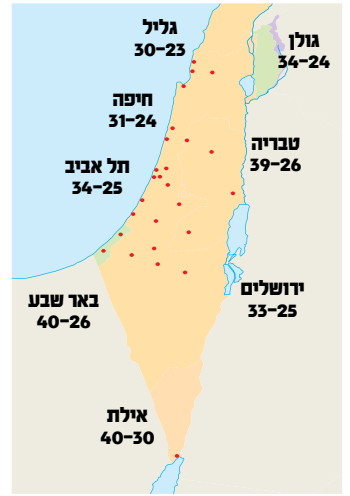 גליל
30-23
גולן
34-24
חיפה
31-24
טבריה
39-26
תל אביב
34-25
ירושלים
33-25
באר שבע
40-26
אילת
40-30